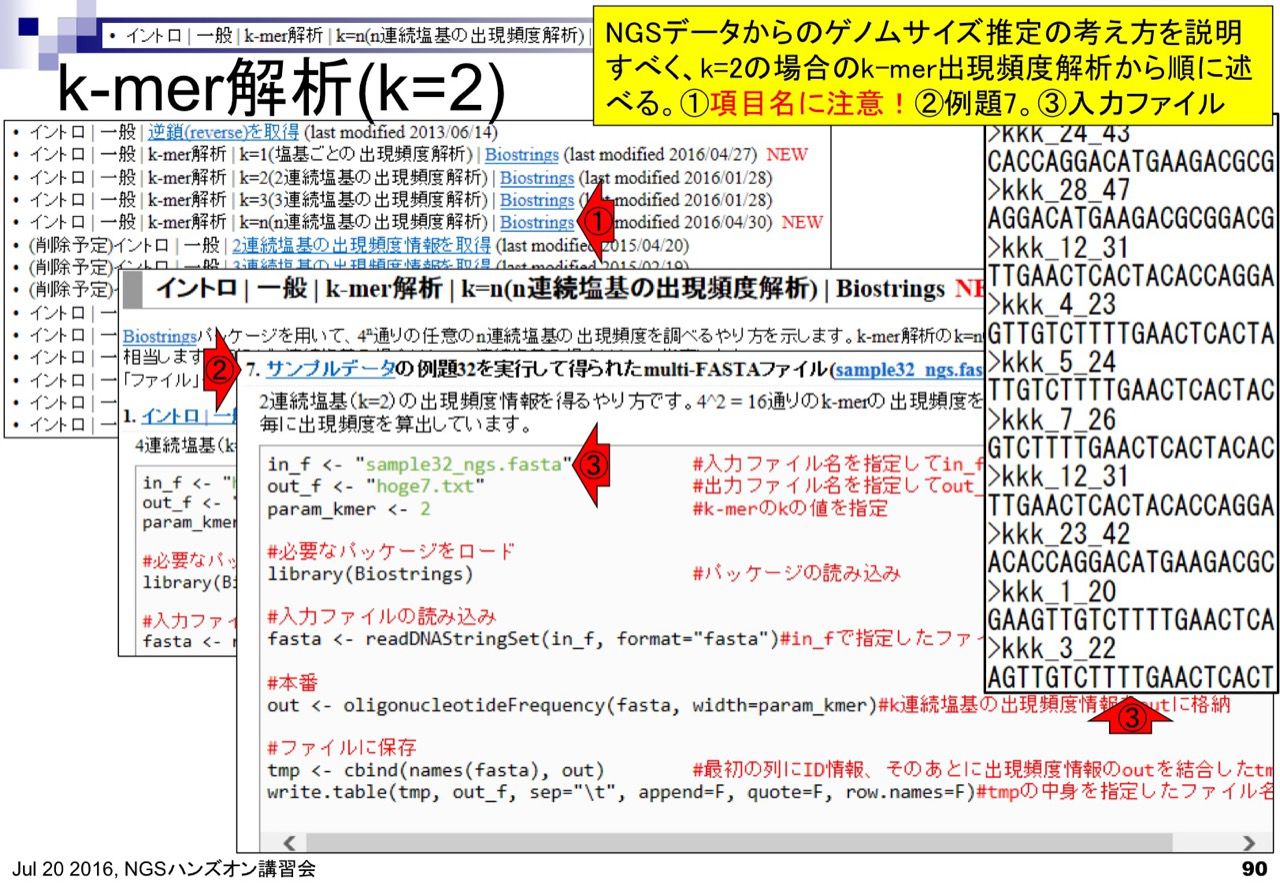 • イントロ | 一般 | k-mer解析 | k=n(n連続塩基の出現頻度解析) |
k-mer解析(k=2)
NGSデータからのゲノムサイズ推定の考え方を説明
すべく、k=2の場合のk-mer出現頻度解析から順に述
べる。①項目名に注意！②例題7。③入力ファイル
• イントロ | 一般 | 逆鎖(reverse)を取得 (last modified 2013/06/14)
• イントロ | 一般 | k-mer解析 | k=1(塩基ごとの出現頻度解析) | Biostrings (last modified 2016/04/27) NEW
• イントロ | 一般 | k-mer解析 | k=2(2連続塩基の出現頻度解析) | Biostrings (last modified 2016/01/28)
• イントロ | 一般 | k-mer解析 | k=3(3連続塩基の出現頻度解析) | Biostrings (last modified 2016/01/28)
• イントロ | 一般 | k-mer解析 | k=n(n連続塩基の出現頻度解析) | Biostrings ① modified 2016/04/30) NEW
• (削除予定)イントロ | 一般 | 2連続塩基の出現頻度情報を取得 (last modified 2015/04/20)
• (削除予定)イントロ | 一般 | 3連続塩基の出現頻度情報を取得 (last modified 2015/02/19)
• (削除予定)
• イントロ | 一
• イントロ | 一
• イントロ | 一
• イントロ | 一
• イントロ | 一
• イントロ | 一
イントロ | 一般 | k-mer解析 | k=n(n連続塩基の出現頻度解析) | Biostrings NE
Biostringsパッケージを用いて、4ⁿ通りの任意のn連続塩基の出現頻度を調べるやり方を示します。k-mer解析のk=n
相当します
「ファイル」
1. イントロ | 一般
4連続塩基(k
in_f <- "
out_f <- "
param_kmer
#必要なパッ
library(Bi
#入力ファイ
fasta <- r
②
7. サンプルデータの例題32を実行して得られたmulti-FASTAファイル(sample32_ngs.fas
2連続塩基(k=2)の出現頻度情報を得るやり方です。4^2 = 16通りのk-merの出現頻度を
毎に出現頻度を算出しています。
in_f <- "sample32_ngs.fasta" ③ #入力ファイル名を指定してin_f
out_f <- "hoge7.txt" #出力ファイル名を指定してout_
param_kmer <- 2 #k-merのkの値を指定
#必要なパッケージをロード
library(Biostrings) #パッケージの読み込み
#入力ファイルの読み込み
fasta <- readDNAStringSet(in_f, format="fasta")#in_fで指定したファイ
#本番
out <- oligonucleotideFrequency(fasta, width=param_kmer)#k連続塩基の出現頻度情報をoutに格納
#ファイルに保存
tmp <- cbind(names(fasta), out) #最初の列にID情報、そのあとに出現頻度情報のoutを結合したtm
write.table(tmp, out_f, sep="\t", append=F, quote=F, row.names=F)#tmpの中身を指定したファイル名
>kkk_24_43
CACCAGGACATGAAGACGCG
>kkk_28_47
AGGACATGAAGACGCGGACG
>kkk_12_31
TTGAACTCACTACACCAGGA
>kkk_4_23
GTTGTCTTTTGAACTCACTA
>kkk_5_24
TTGTCTTTTGAACTCACTAC
>kkk_7_26
GTCTTTTGAACTCACTACAC
>kkk_12_31
TTGAACTCACTACACCAGGA
>kkk_23_42
ACACCAGGACATGAAGACGC
>kkk_1_20
GAAGTTGTCTTTTGAACTCA
>kkk_3_22
AGTTGTCTTTTGAACTCACT
③
Jul 20 2016, NGSハンズオン講習会
90